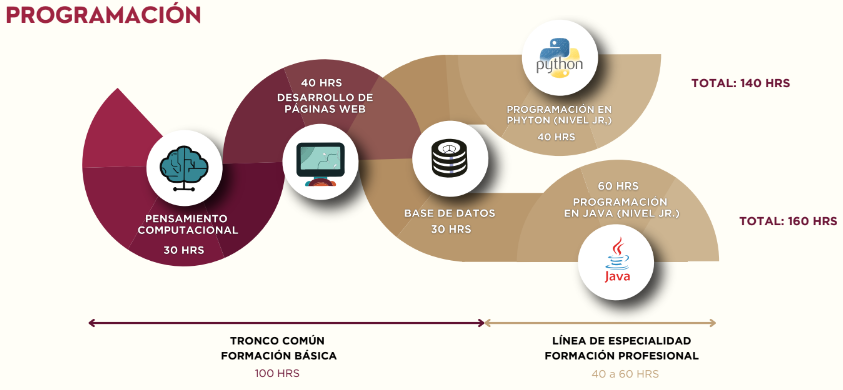 PROGRAMACIÓN
PENSAMIENTO
COMPUTACIONAL
30 HRS
40 HRS
DESARROLLO DE
PÁGINAS WEB
BASE DE DATOS
30 HRS
python
PROGRAMACIÓN EN
PHYTON (NIVEL JR.)
40 HRS
TOTAL: 140 HRS
60 HRS
PROGRAMACIÓN
EN JAVA (NIVEL JR.)
Java
TOTAL: 160 HRS
TRONCO COMÚN
FORMACIÓN BÁSICA
100 HRS
LÍNEA DE ESPECIALIDAD
FORMACIÓN PROFESIONAL
40 a 60 HRS